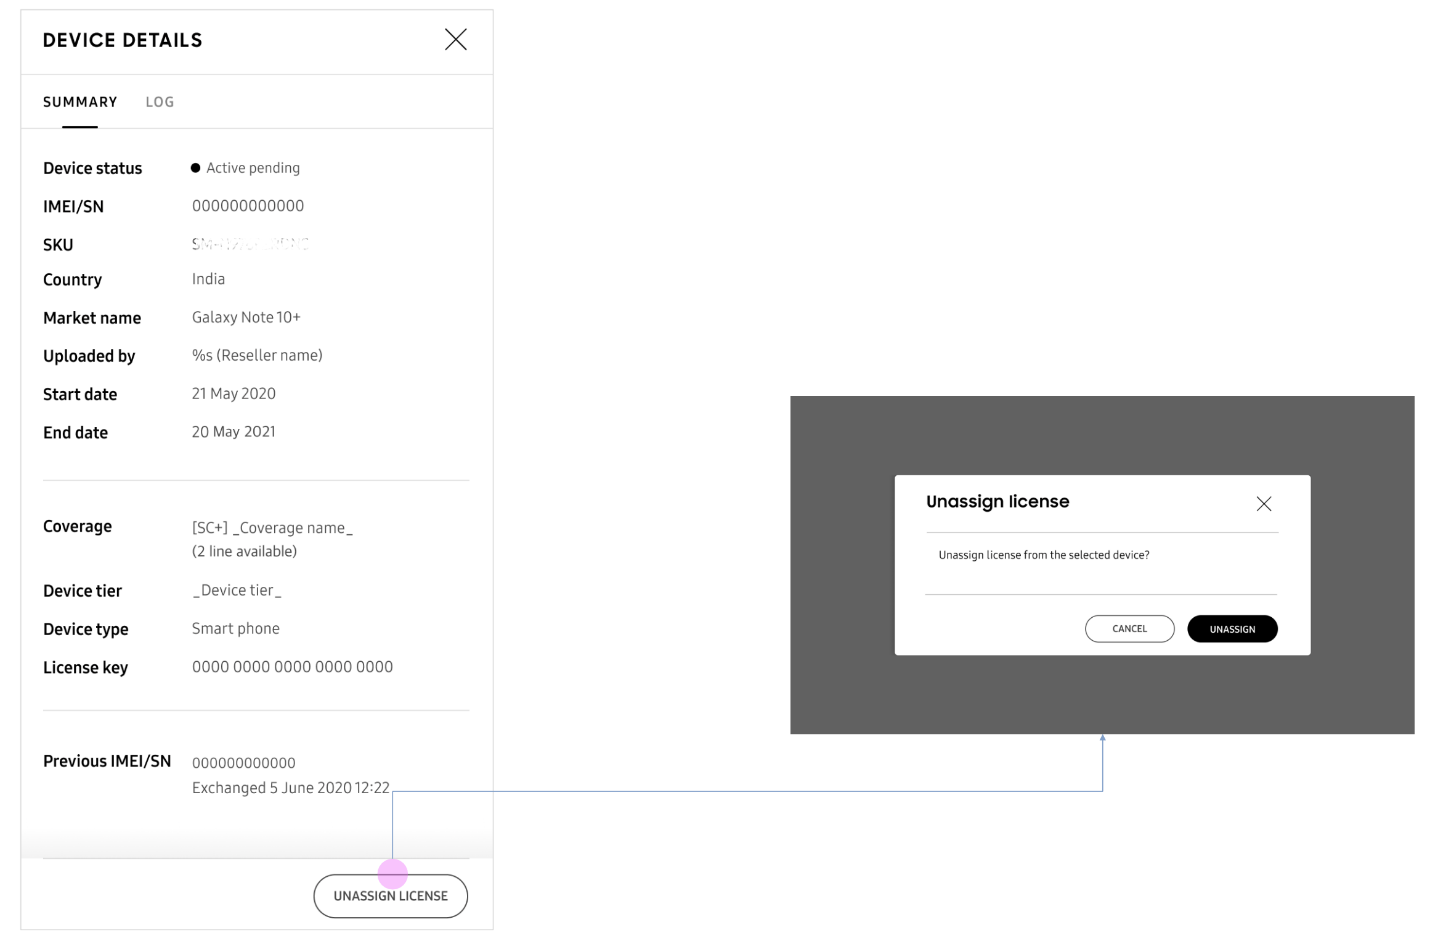 DEVICE DETAILS
SUMMARY LOG
Device status Active pending
IMEI/SN 000000000000
SKU
Country India
Market name Galaxy Note 10+
Uploaded by %s (Reseller name)
Start date 21 May 2020
End date 20 May 2021
Coverage [SC+] _Coverage name_
(2 line available)
Device tier _Device tier_
Device type Smart phone
License key 0000 0000 0000 0000 0000
Previous IMEI/SN 000000000000
Exchanged 5 June 2020 12:22
UNASSIGN LICENSE
Unassign license
Unassign license from the selected device?
CANCEL UNASSIGN